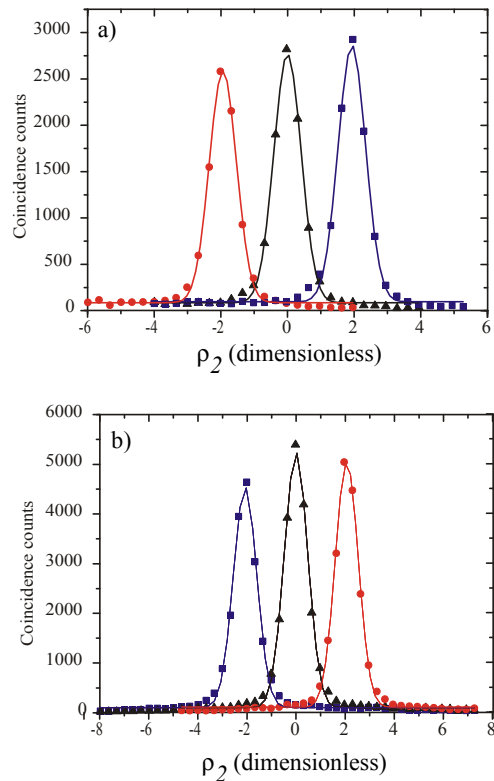 a)
3000
2500
2000
1500
1000
500
0
Coincidence counts
-6 -4 -2 0 2 4 6
ρ2 (dimensionless)
b)
6000
5000
4000
3000
2000
1000
0
Coincidence counts
-8 -6 -4 -2 0 2 4 6 8
ρ2 (dimensionless)